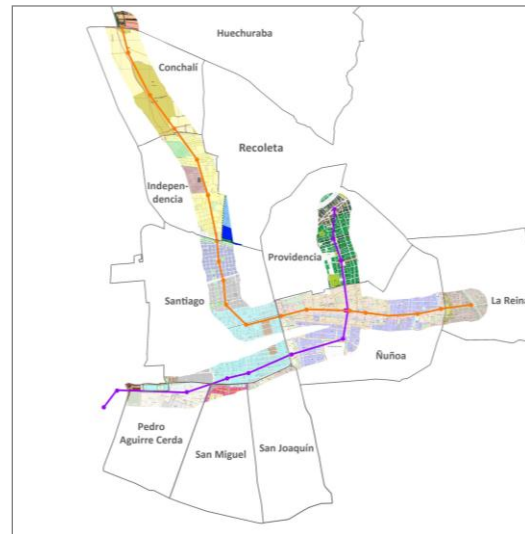 Huechuraba
Conchalí
Recoleta
Indepen-
dencia
Providencia
Santiago
La Reina
Ñuñoa
Pedro
Aguirre Cerda
San Miguel
San Joaquín